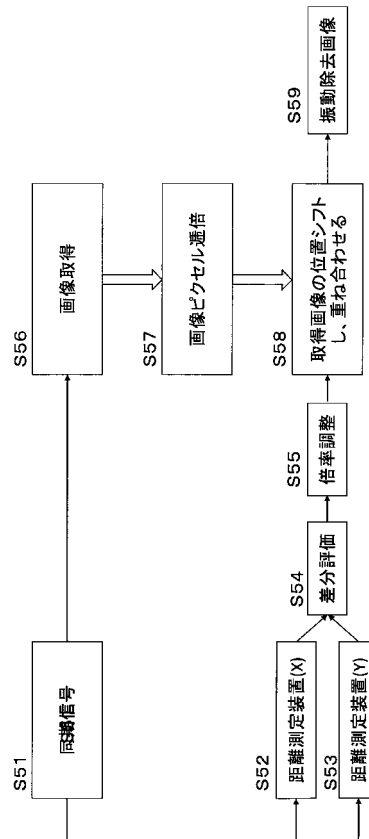 S51
同期信号
S52
距離測定装置(X)
S53
距離測定装置(Y)
S54
差分評価
S55
倍率調整
S56
画像取得
S57
画像ピクセル逓倍
S58
取得画像の位置シフト
し、重ね合わせる
S59
振動除去画像